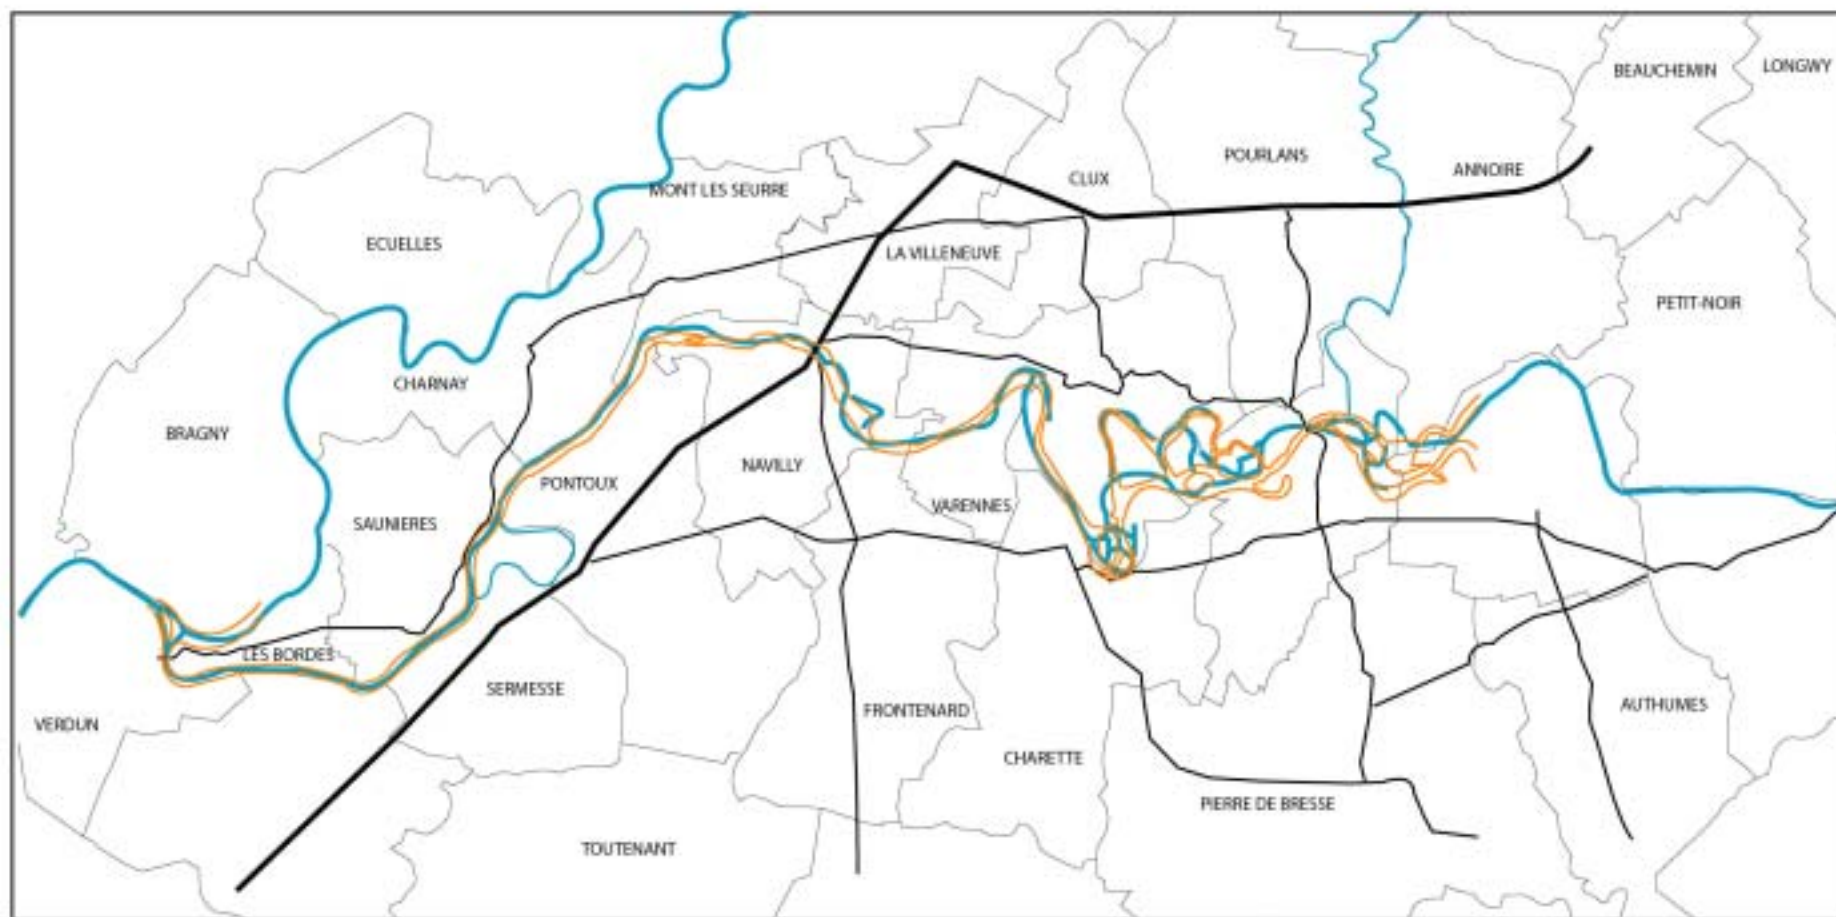 BEAUCHEMIN
LONGWY
POURLANS
ANNOIRE
CLUX
MONT LES SEURRE
ECUELLES
LA VILLENEUVE
PETIT-NOIR
CHARNAY
BRAGNY
NAVILLY
PONTOUX
VARENNES
SAUNIERES
LES BORDES
SERMESSE
AUTHUMES
FRONTENARD
VERDUN
CHARETTE
PIERRE DE BRESSE
TOUTENANT